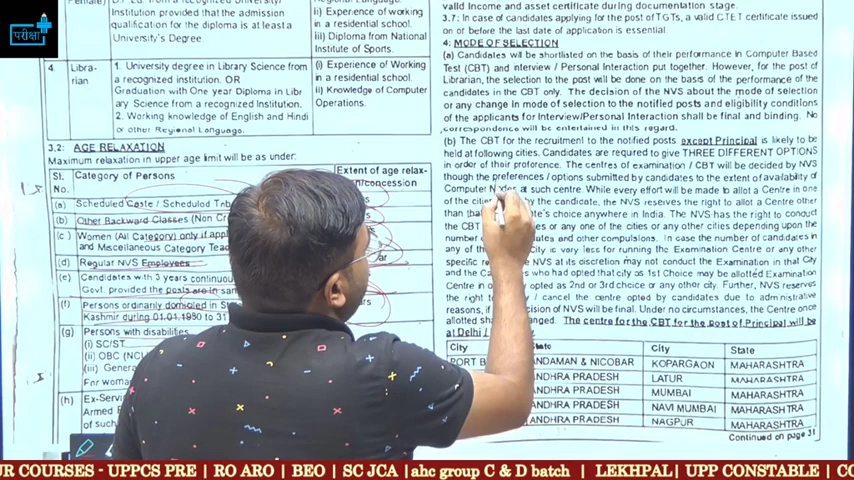 परीक्षा
Female)
B.P. Ed. from a recognized University/
Institution provided that the admission
qualification for the diploma is at least a
University's Degree.
Regional Language.
ii) Experience of working
in a residential school.
iii) Diploma from National
Institute of Sports.
4.
Libra-
rian
1. University degree in Library Science from
a recognized institution. OR
Graduation with One year Diploma in Libr
ary Science from a Recognized Institution.
2. Working knowledge of English and Hindi
or other Regional Language.
(i) Experience of Working
in a residential school.
ii) Knowledge of Computer
Operations.
3.2: AGE RELAXATION
Maximum relaxation in upper age limit will be as under:
Sl. No.
Category of Persons
Extent of age relax-
(a) Scheduled Caste / Scheduled
(b) Other Backward Classes (Non
(c) Women (All Category) only if
and Miscellaneous Category
(d) Regular NVS Employees
(e) Candidates with 3 years
Govt. provided the posts are in
(f) Persons ordinarily domiciled in
Kashmir during 01.01.1980 to 31
(g) Persons with disabilities
(i) SC/ST
(ii) OBC
(iii)
(h)
Armed
of such
valid Income and asset certificate during documentation stage.
3.7: In case of candidates applying for the post of TGTs, a valid CTET certificate issued
on or before the last date of application is essential.
4: MODE OF SELECTION
(a) Candidates will be shortlisted on the basis of their performance in Computer Based
Test (CBT) and interview / Personal Interaction put together. However, for the post of
Librarian, the selection to the post will be done on the basis of the performance of the
candidates in the CBT only. The decision of the NVS about the mode of selection
or any change in mode of selection to the notified posts and eligibility conditions
of the applicants for Interview/Personal Interaction shall be final and binding. No
correspondence will be entertained in this regard.
(b) The CBT for the recruitment to the notified posts except Principal is likely to be
held at following cities. Candidates are required to give THREE DIFFERENT OPTIONS
in order of their preference. The centres of examination / CBT will be decided by NVS
though the preferences / options submitted by candidates to the extent of availability of
Computer at such centre. While every effort will be made to allot a Centre in one
of the by the candidate, the NVS reserves the right to allot a Centre other
than choice anywhere in India. The NVS has the right to conduct
the CBT or any one of the cities or any other cities depending upon the
number and other compulsions. In case the number of candidates in
any of City is very less for running the Examination Centre or any other
specific NVS at its discretion may not conduct the Examination in that City
and the who had opted that city as 1st Choice may be allotted Examination
Centre in opted as 2nd or 3rd choice or any other city. Further, NVS reserves
the right to / cancel the centre opted by candidates due to administrative
reasons, if decision of NVS will be final. Under no circumstances, the Centre once
allotted The centre for the CBT for the post of Principal will be
at Delhi /
City State City State
PORT ANDAMAN & NICOBAR KOPARGAON MAHARASHTRA
ANDHRA PRADESH LATUR MAHARASHTRA
ANDHRA PRADESH MUMBAI MAHARASHTRA
ANDHRA PRADESH NAVI MUMBAI MAHARASHTRA
ANDHRA PRADESH NAGPUR MAHARASHTRA
Continued on page 31
UR COURSES - UPPCS PRE | RO ARO | BEO | SC JCA |ahc group C & D batch | LEKHPAL| UPP CONSTABLE | CO